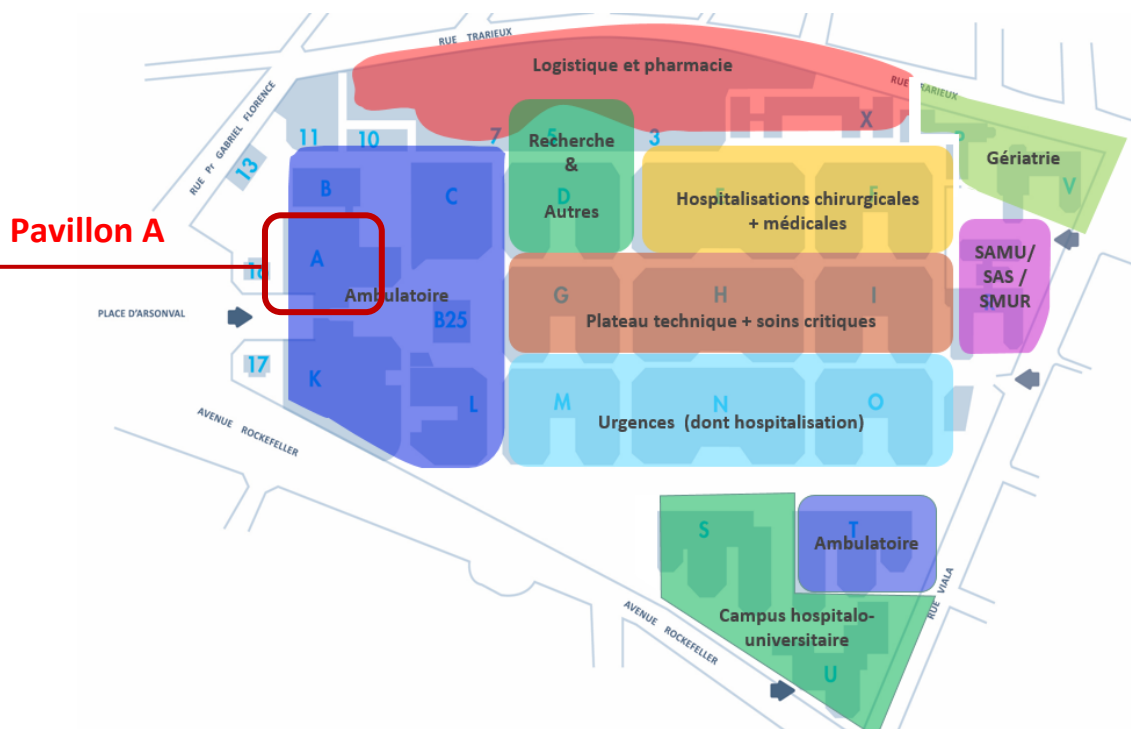 RUE TRARIEUX
Logistique et pharmacie
RUE TRARIEUX
RUE Pr GABRIEL FLORENCE
11
10
7
5
3
X
13
Recherche
&
Autres
D
P
Gériatrie
V
B
C
Hospitalisations chirurgicales
+ médicales
E
F
Pavillon A
A
18
SAMU/
SAS /
SMUR
Ambulatoire
G
H
I
PLACE D'ARSONVAL
B25
Plateau technique + soins critiques
17
K
L
M
N
O
Urgences (dont hospitalisation)
AVENUE ROCKEFELLER
S
T
Ambulatoire
RUE VIALA
AVENUE ROCKEFELLER
Campus hospitalo-
universitaire
U